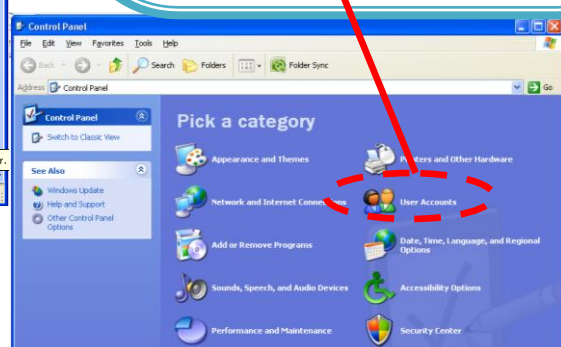 Control Panel
File Edit View Favorites Tools Help
Back Search Folders Folder Sync
Address Control Panel Go
Control Panel
Switch to Classic View
See Also
Windows Update
Help and Support
Other Control Panel
Options
Pick a category
Appearance and Themes
Printers and Other Hardware
Network and Internet Connections
User Accounts
Add or Remove Programs
Date, Time, Language, and Regional
Options
Sounds, Speech, and Audio Devices
Accessibility Options
Performance and Maintenance
Security Center